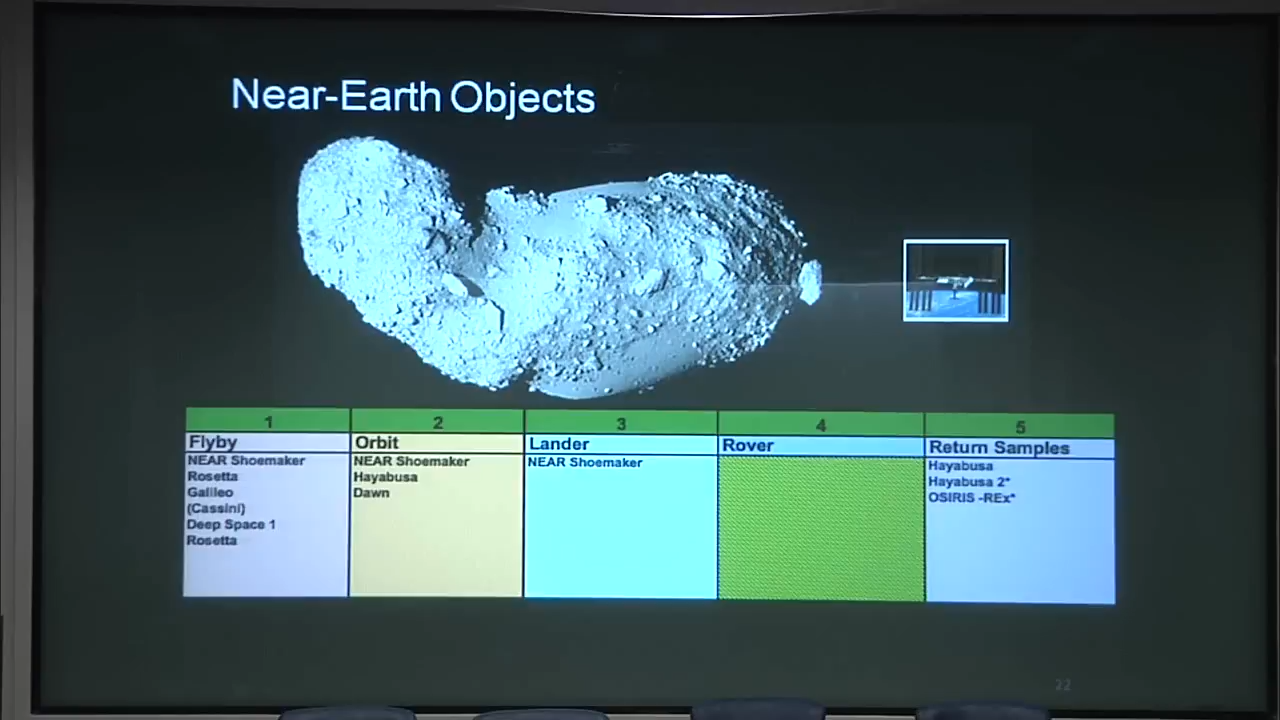 Near-Earth Objects
1 2 3 4 5
Flyby Orbit Lander Rover Return Samples
NEAR Shoemaker NEAR Shoemaker NEAR Shoemaker Hayabusa
Rosetta Hayabusa Hayabusa 2*
Galileo Dawn OSIRIS -REx*
(Cassini)
Deep Space 1
Rosetta
22